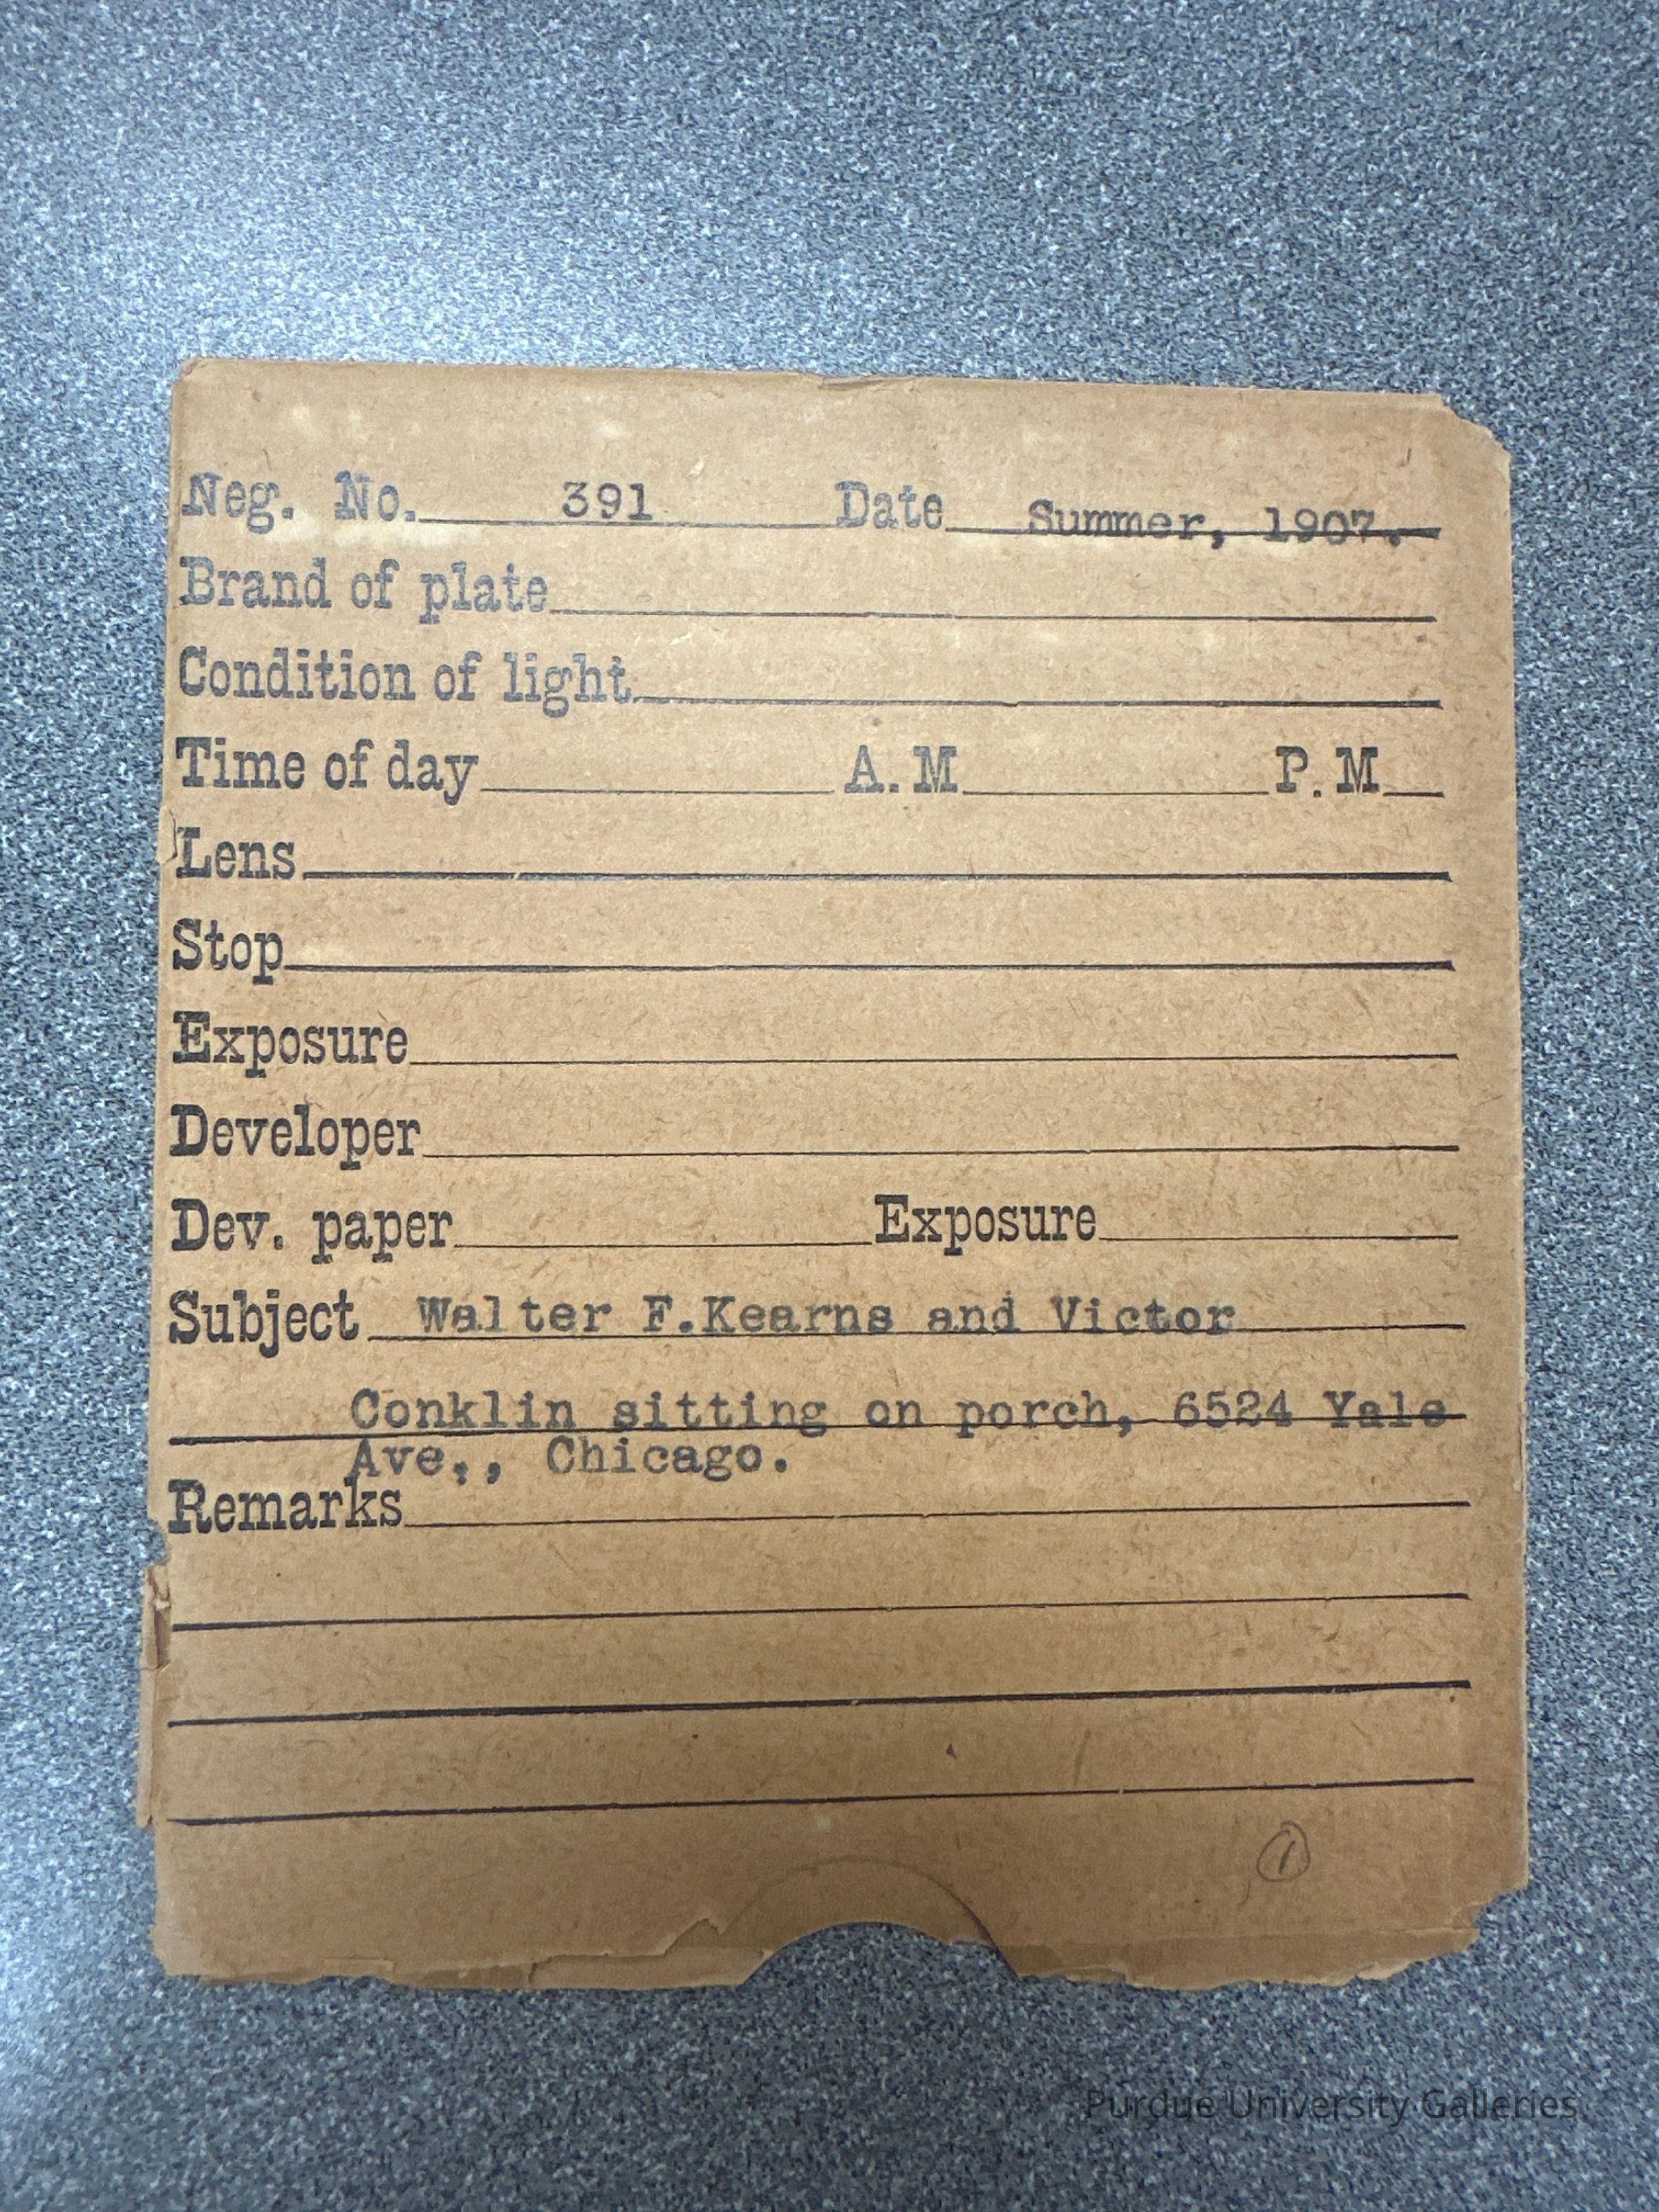 Neg. No. 391 Date Summer, 1907.
Brand of plate
Condition of light
Time of day A.M P.M
Lens
Stop
Exposure
Developer
Dev. paper Exposure
Subject Walter F.Kearns and Victor
Conklin sitting on porch, 6524 Yale
Ave,, Chicago.
Remarks
1
Purdue University Galleries